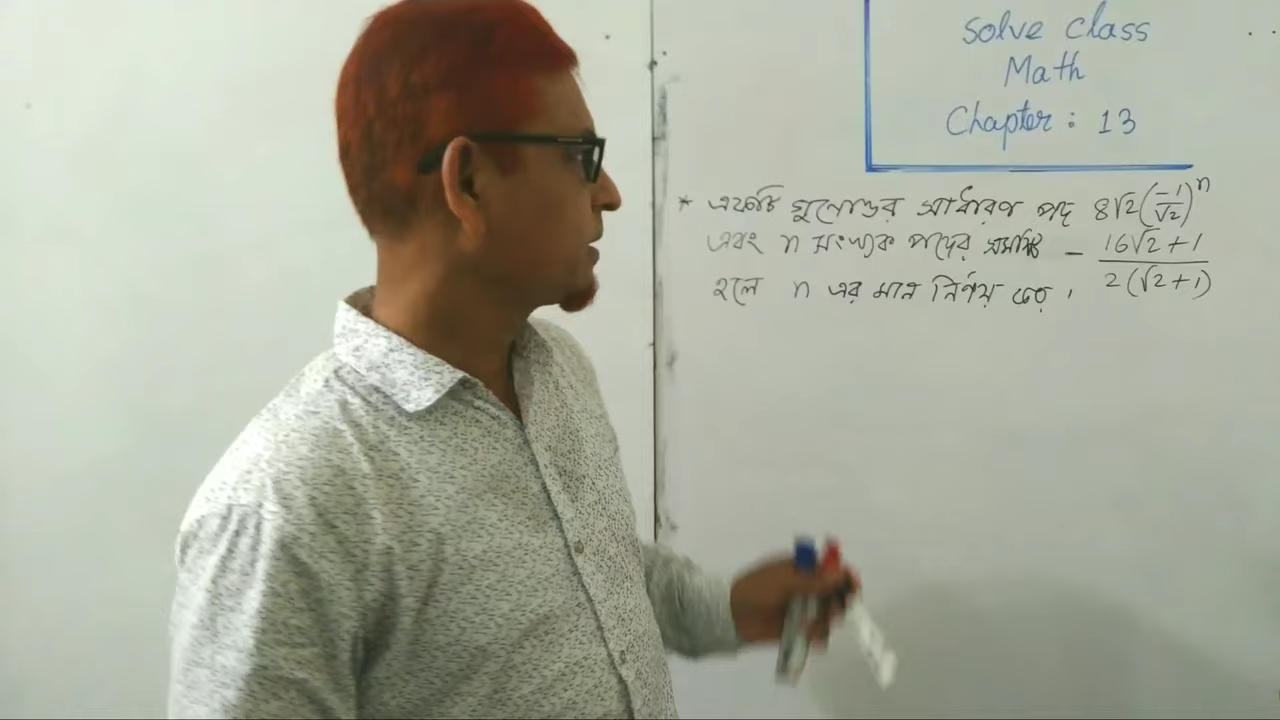 Solve Class
Math
Chapter : 13
* একটি গুনোত্তর সাধারণ পদ 8√2(-1/√2)^n
এবং n সংখ্যক পদের সমষ্টি - (16√2+1)/(2(√2+1))
হলে n এর মান নির্ণয় কর।